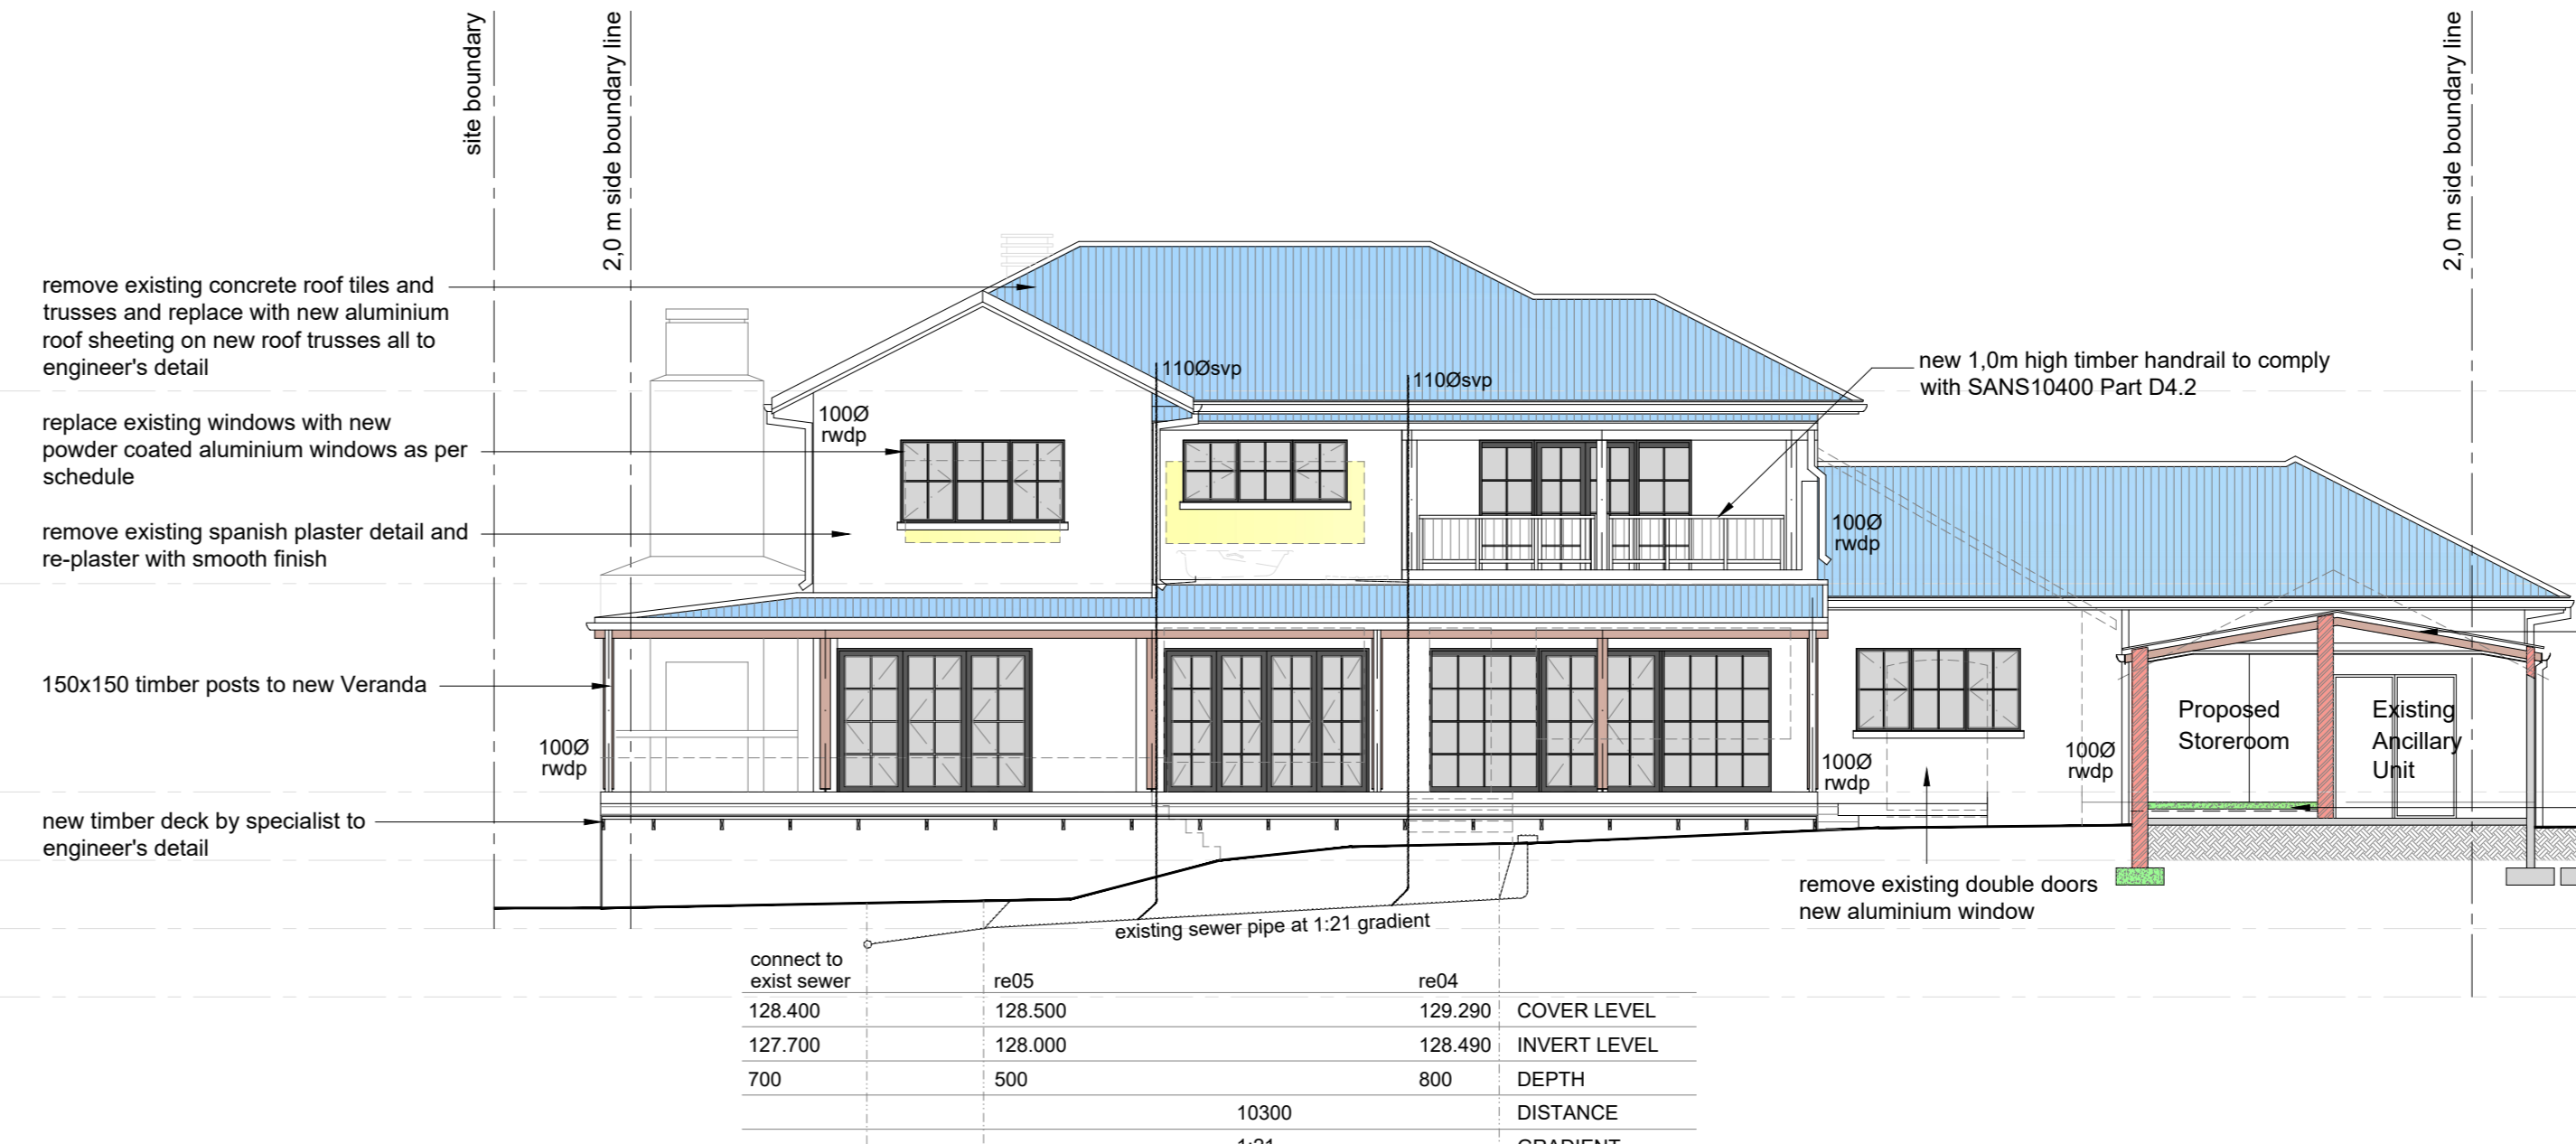 site boundary
2,0 m side boundary line
2,0 m side boundary line
remove existing concrete roof tiles and
trusses and replace with new aluminium
roof sheeting on new roof trusses all to
engineer's detail
replace existing windows with new
powder coated aluminium windows as per
schedule
remove existing spanish plaster detail and
re-plaster with smooth finish
150x150 timber posts to new Veranda
new timber deck by specialist to
engineer's detail
100Ø
rwdp
110Øsvp
110Øsvp
new 1,0m high timber handrail to comply
with SANS10400 Part D4.2
100Ø
rwdp
100Ø
rwdp
100Ø
rwdp
100Ø
rwdp
Proposed
Storeroom
Existing
Ancillary
Unit
remove existing double doors
new aluminium window
existing sewer pipe at 1:21 gradient
connect to
exist sewer re05 re04
128.400 128.500 129.290 COVER LEVEL
127.700 128.000 128.490 INVERT LEVEL
700 500 800 DEPTH
10300 DISTANCE
1:21 GRADIENT